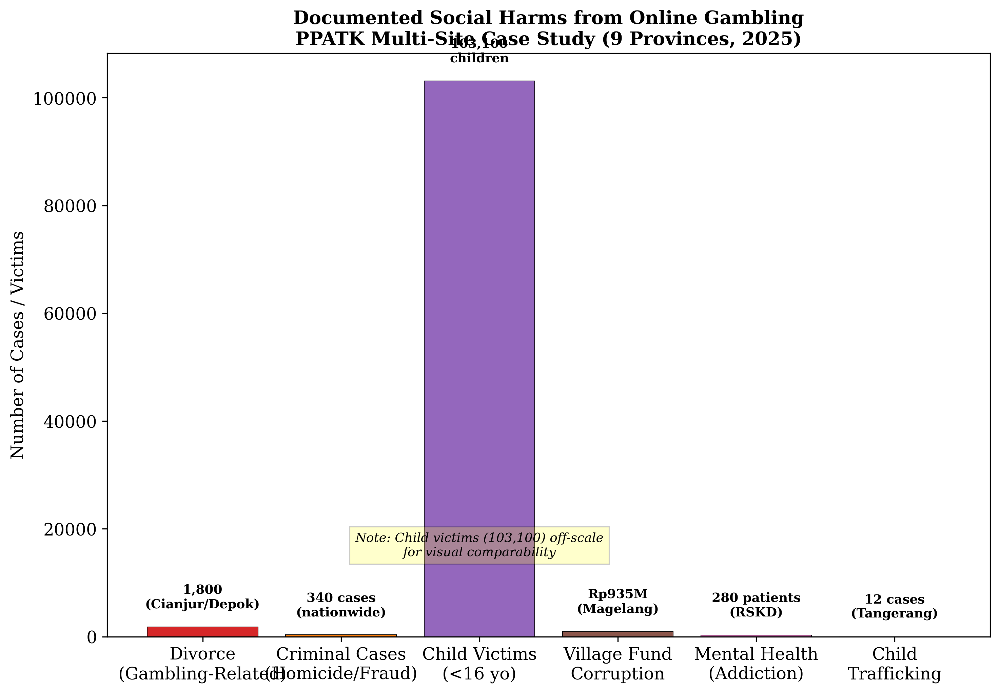 Documented Social Harms from Online Gambling
PPATK Multi-Site Case Study (9 Provinces, 2025)
103,100
children
100000
80000
60000
40000
20000
0
Number of Cases / Victims
Note: Child victims (103,100) off-scale
for visual comparability
1,800
(Cianjur/Depok)
340 cases
(nationwide)
Rp935M
(Magelang)
280 patients
(RSKD)
12 cases
(Tangerang)
Divorce
(Gambling-Related)
Criminal Cases
(Homicide/Fraud)
Child Victims
(<16 yo)
Village Fund
Corruption
Mental Health
(Addiction)
Child
Trafficking